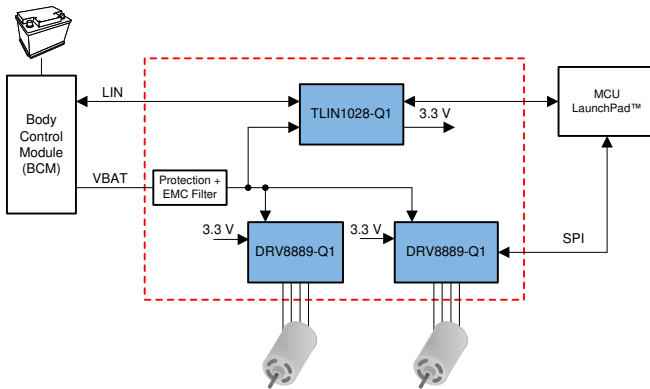 LIN
TLIN1028-Q1
3.3 V
MCU
LaunchPad™
Body
Control
Module
(BCM)
VBAT
Protection +
EMC Filter
3.3 V
DRV8889-Q1
3.3 V
DRV8889-Q1
SPI